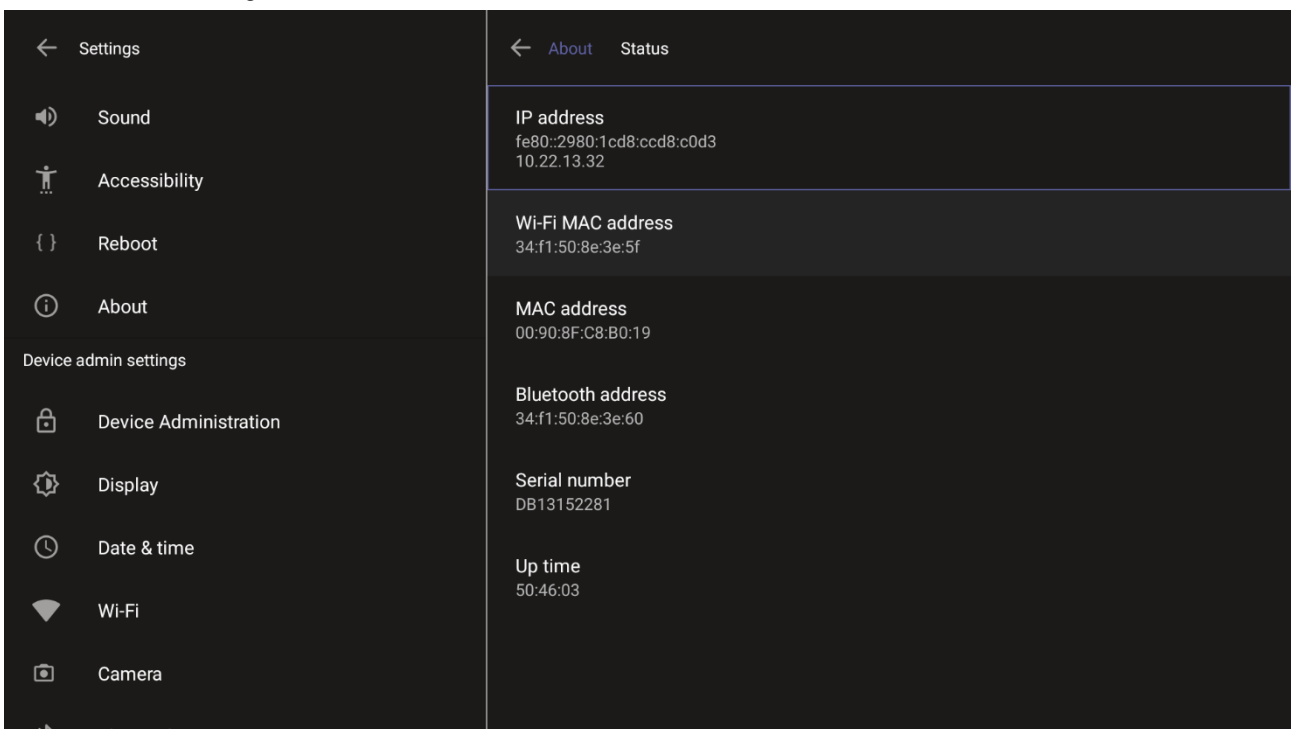 Settings
Sound
Accessibility
{ } Reboot
About
Device admin settings
Device Administration
Display
Date & time
Wi-Fi
Camera
About Status
IP address
fe80::2980:1cd8:ccd8:c0d3
10.22.13.32
Wi-Fi MAC address
34:f1:50:8e:3e:5f
MAC address
00:90:8F:C8:B0:19
Bluetooth address
34:f1:50:8e:3e:60
Serial number
DB13152281
Up time
50:46:03